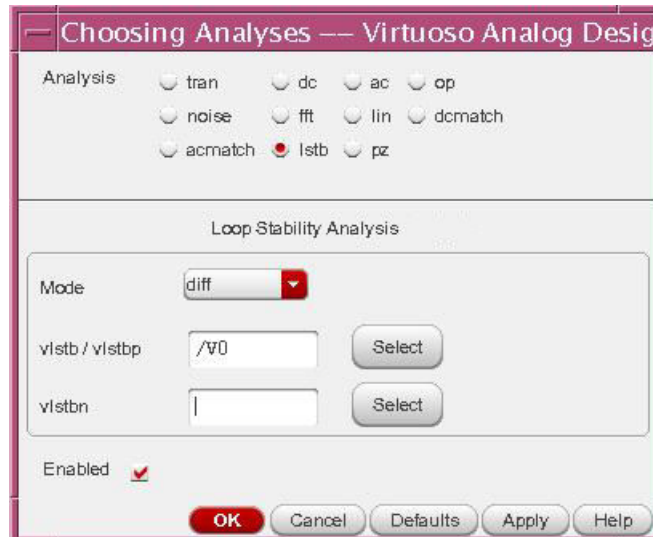 Choosing Analyses -- Virtuoso Analog Desig
Analysis tran dc ac op
noise fft lin dcmatch
acmatch lstb pz
Loop Stability Analysis
Mode diff
vlstb / vlstbp /V0 Select
vlstbn Select
Enabled
OK Cancel Defaults Apply Help